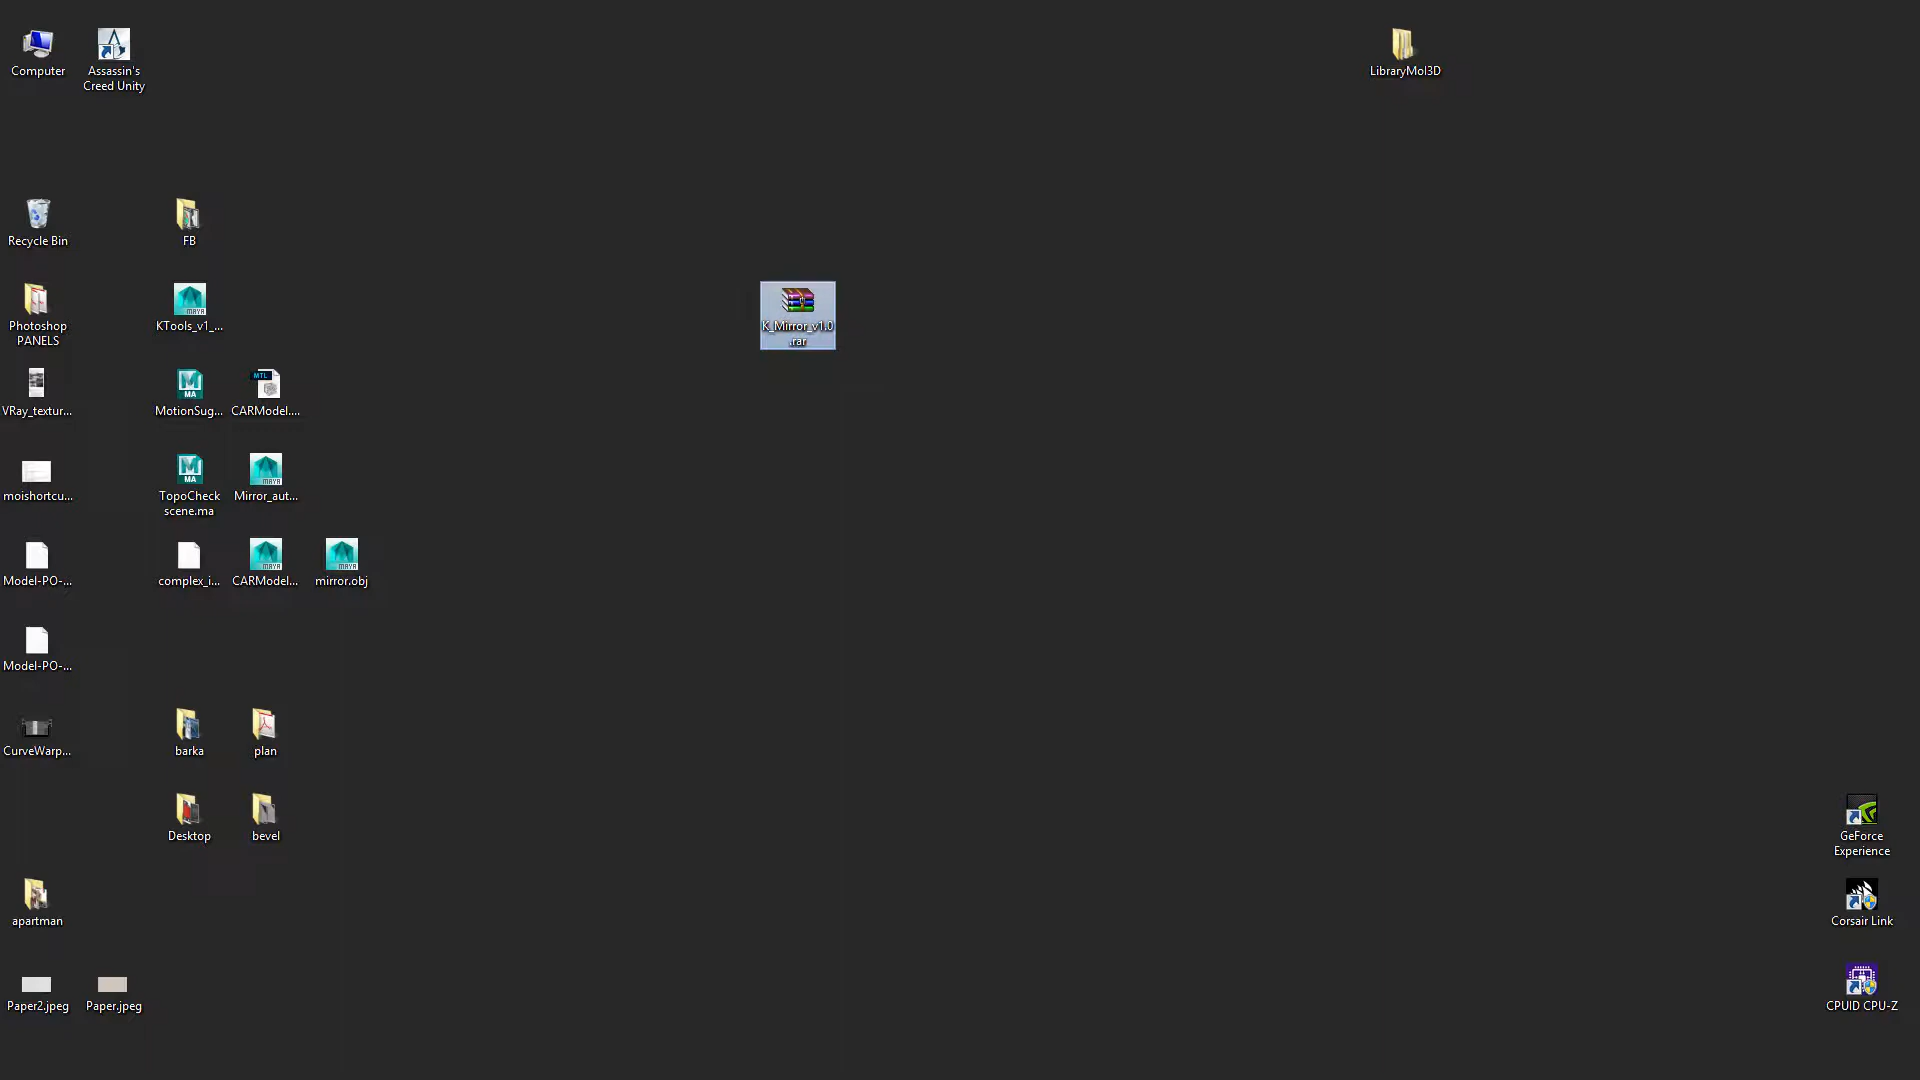 Computer
Assassin's
Creed Unity
LibraryMol3D
Recycle Bin
FB
Photoshop
PANELS
KTools_v1_...
K_Mirror_v1.0
.rar
VRay_textur...
MotionSug...
MTL
CARModel....
moishortcu...
TopoCheck
scene.ma
Mirror_aut...
Model-PO-...
complex_i...
CARModel...
mirror.obj
Model-PO-...
CurveWarp...
barka
plan
Desktop
bevel
GeForce
Experience
apartman
Corsair Link
Paper2.jpeg
Paper.jpeg
CPUID CPU-Z